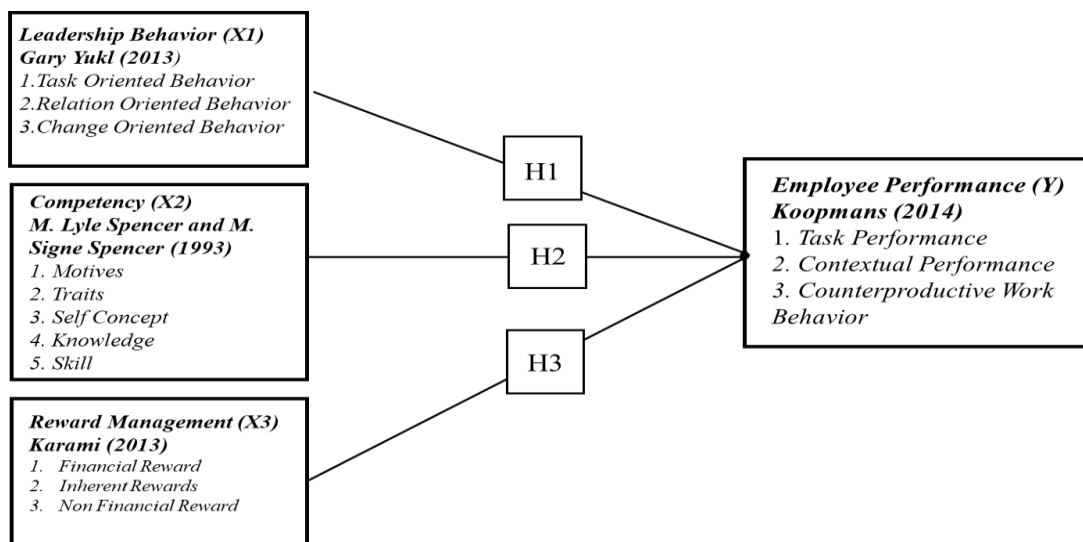 Leadership Behavior (X1)
Gary Yukl (2013)
1.Task Oriented Behavior
2.Relation Oriented Behavior
3.Change Oriented Behavior
H1
Competency (X2)
M. Lyle Spencer and M.
Signe Spencer (1993)
1. Motives
2. Traits
3. Self Concept
4. Knowledge
5. Skill
H2
Employee Performance (Y)
Koopmans (2014)
1. Task Performance
2. Contextual Performance
3. Counterproductive Work
Behavior
H3
Reward Management (X3)
Karami (2013)
1. Financial Reward
2. Inherent Rewards
3. Non Financial Reward